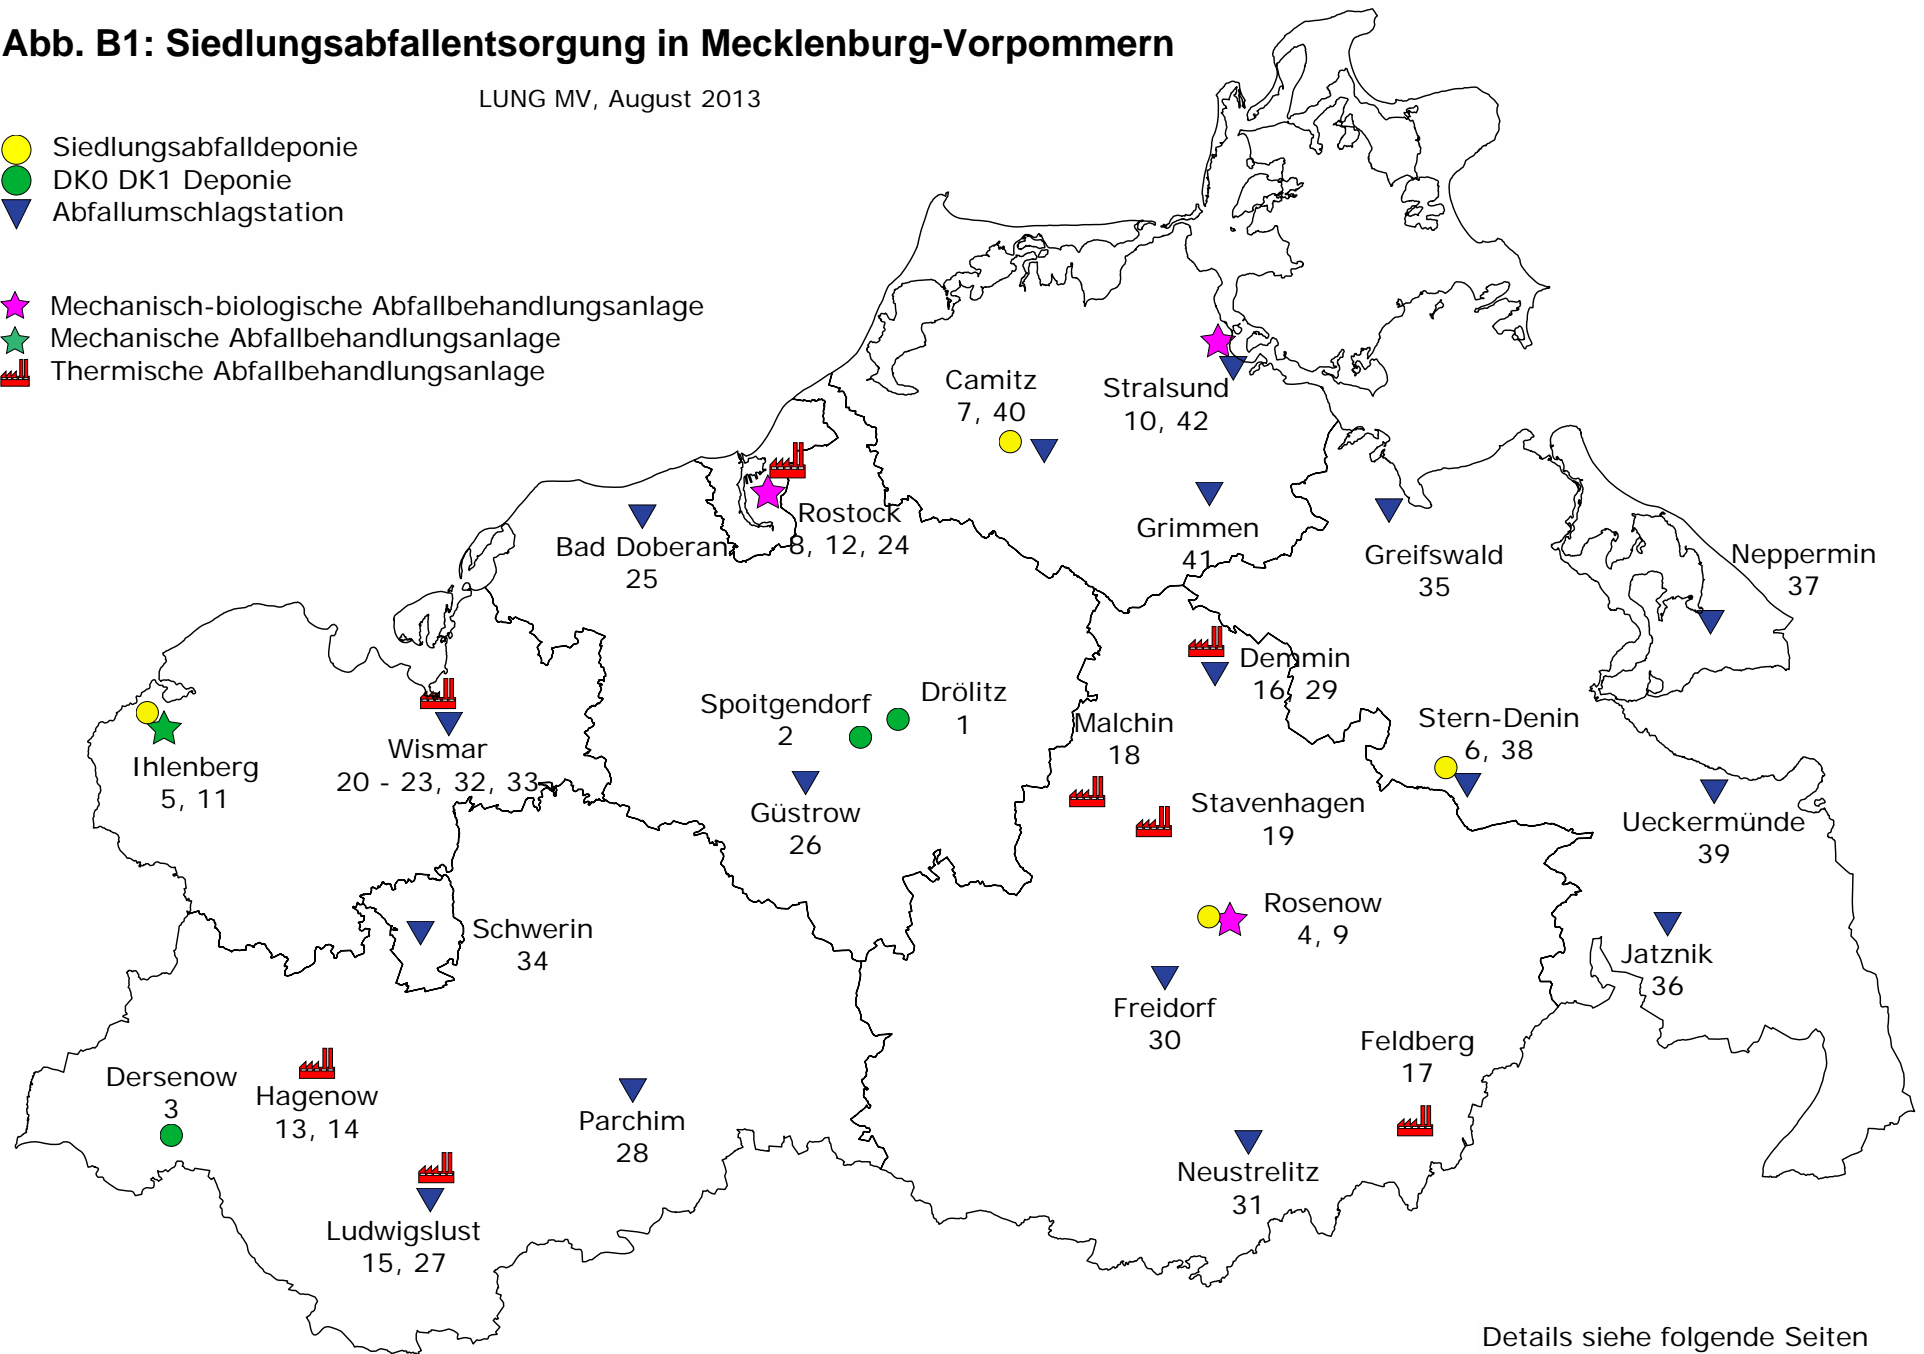 Abb. B1: Siedlungsabfallentsorgung in Mecklenburg-Vorpommern
LUNG MV, August 2013
Siedlungsabfalldeponie
DK0 DK1 Deponie
Abfallumschlagstation
Mechanisch-biologische Abfallbehandlungsanlage
Mechanische Abfallbehandlungsanlage
Thermische Abfallbehandlungsanlage
Camitz
7, 40
Stralsund
10, 42
Rostock
8, 12, 24
Bad Doberan
25
Grimmen
41
Greifswald
35
Neppermin
37
Demmin
16, 29
Spoitgendorf
2
Drölitz
1
Malchin
18
Stern-Denin
6, 38
Ihlenberg
5, 11
Wismar
20 - 23, 32, 33
Güstrow
26
Stavenhagen
19
Ueckermünde
39
Schwerin
34
Rosenow
4, 9
Jatznik
36
Freidorf
30
Feldberg
17
Dersenow
3
Hagenow
13, 14
Parchim
28
Neustrelitz
31
Ludwigslust
15, 27
Details siehe folgende Seiten